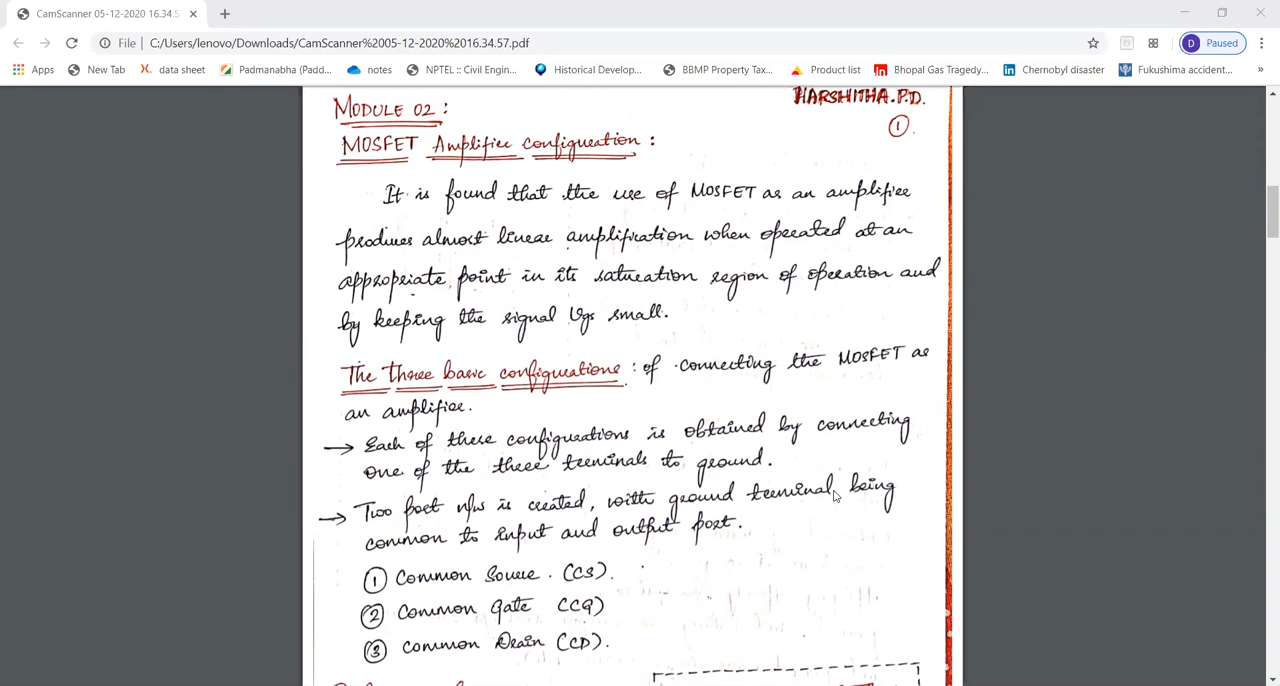 CamScanner 05-12-2020 16.34.5
File
C:/Users/lenovo/Downloads/CamScanner%2005-12-2020%2016.34.57.pdf
D Paused
Apps New Tab X. data sheet Padmanabha (Padd... notes NPTEL :: Civil Engin... Historical Develop... BBMP Property Tax... Product list Bhopal Gas Tragedy... Chernobyl disaster Fukushima accident... »
HARSHITHA.P.D.
MODULE 02 :
1
MOSFET Amplifier configuration :
It is found that the use of MOSFET as an amplifier
produces almost linear amplification when operated at an
appropriate point in its saturation region of operation and
by keeping the signal Vgs small.
The three basic configurations : of connecting the MOSFET as
an amplifier.
→ Each of these configurations is obtained by connecting
one of the three terminals to ground.
→ Two port n/w is created, with ground terminal being
common to input and output port.
1 Common Source. (CS).
2 Common gate (CG)
3 Common Drain (CD).